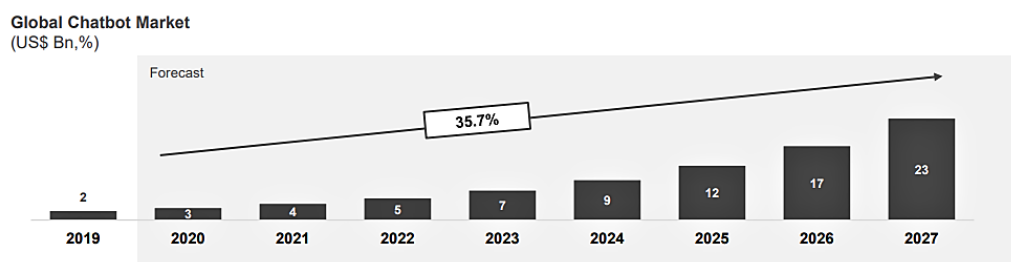 Global Chatbot Market
(US$ Bn,%)
Forecast
35.7%
2 3 4 5 7 9 12 17 23
2019 2020 2021 2022 2023 2024 2025 2026 2027